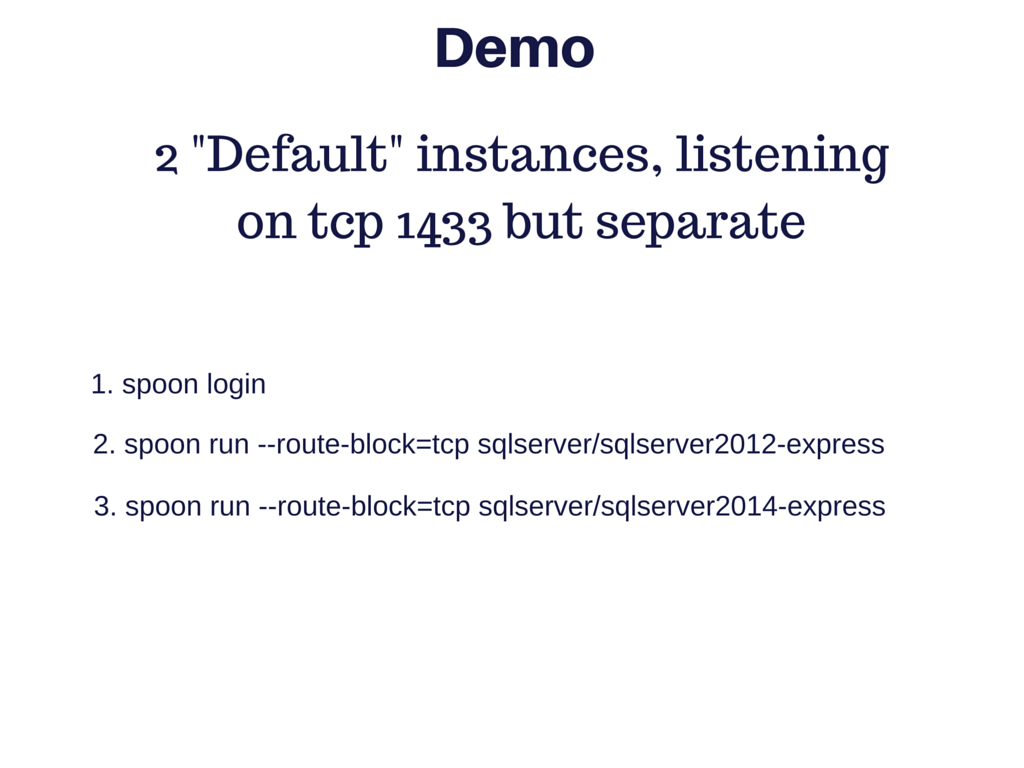 Demo
2 "Default" instances, listening
on tcp 1433 but separate
1. spoon login
2. spoon run --route-block=tcp sqlserver/sqlserver2012-express
3. spoon run --route-block=tcp sqlserver/sqlserver2014-express